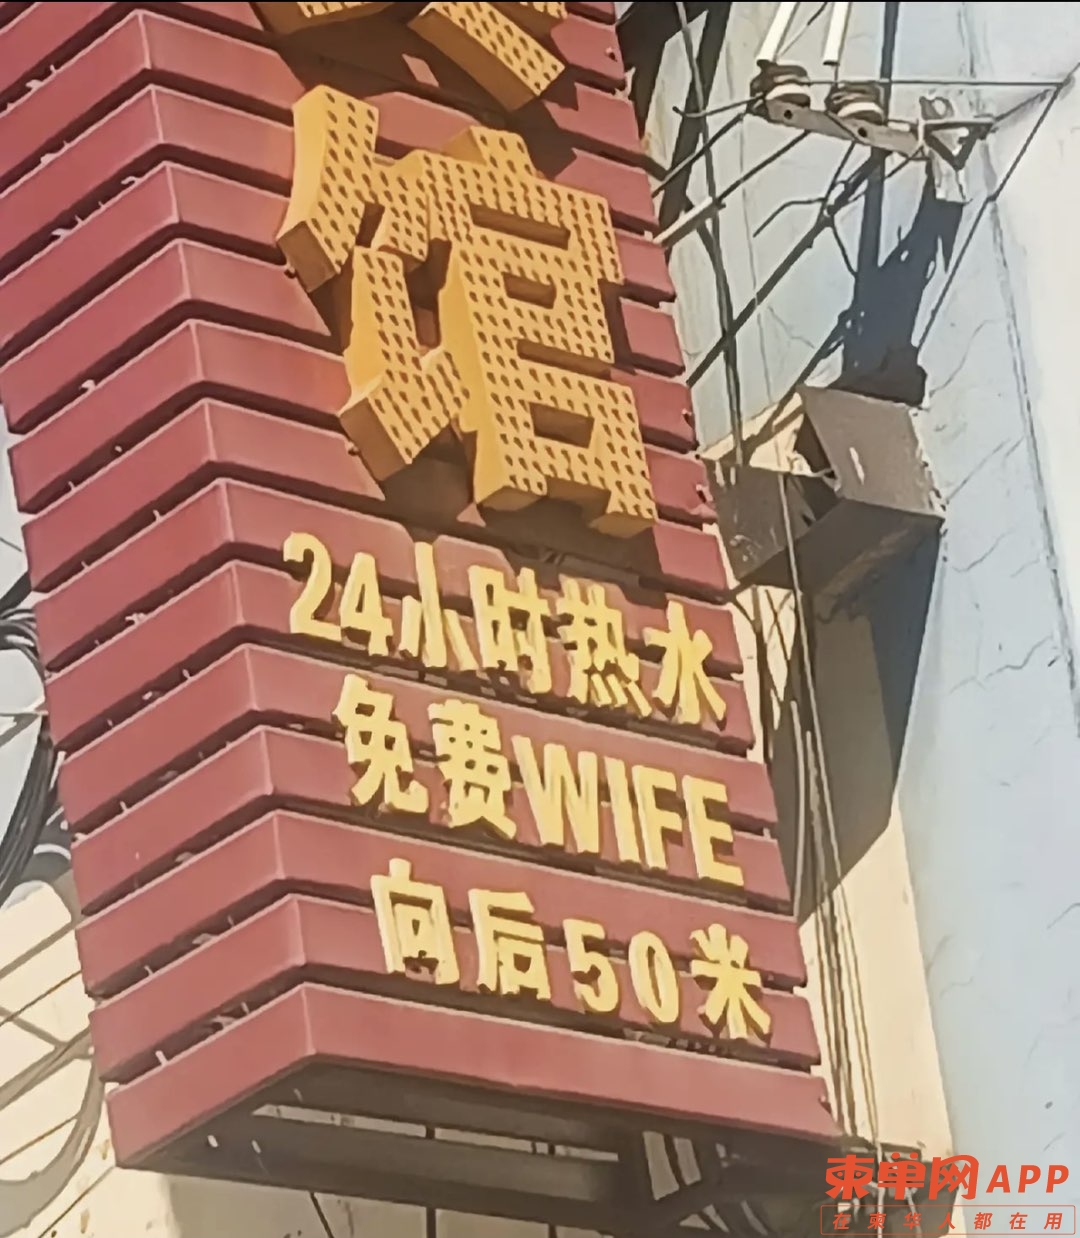 馆
24小时热水
免费WIFE
向后50米
柬单网APP
在柬华人都在用